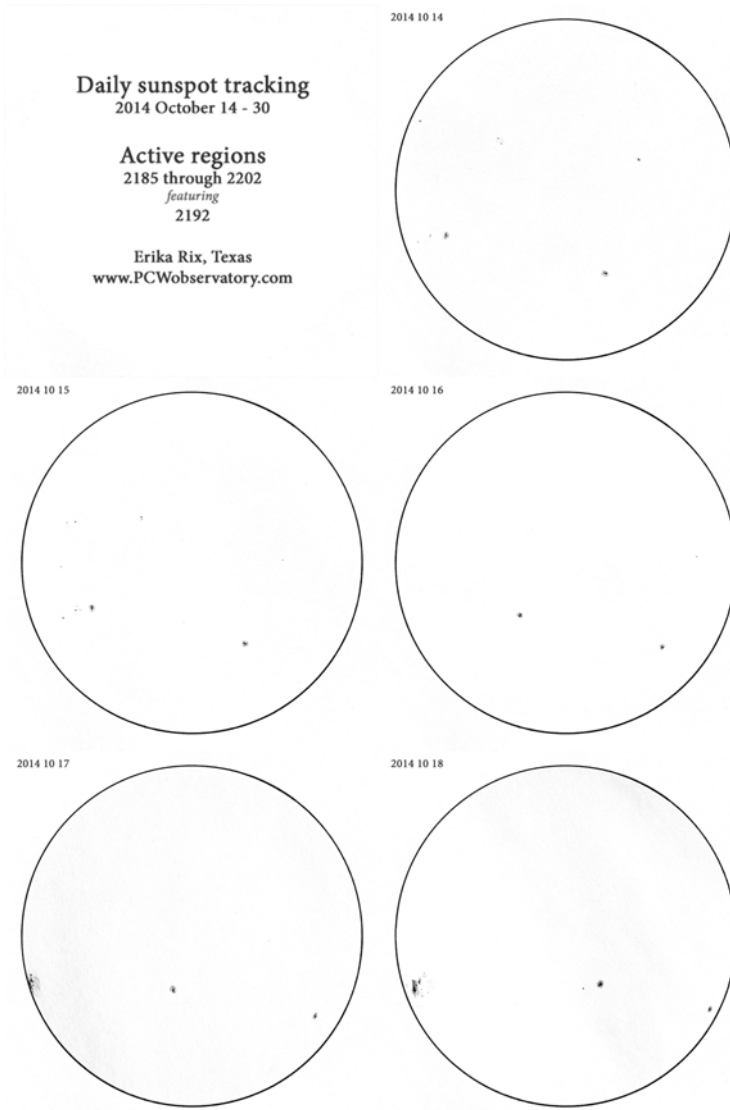 Daily sunspot tracking
2014 October 14 - 30
Active regions
2185 through 2202
featuring
2192
Erika Rix, Texas
www.PCWobservatory.com
2014 10 14
2014 10 15
2014 10 16
2014 10 17
2014 10 18